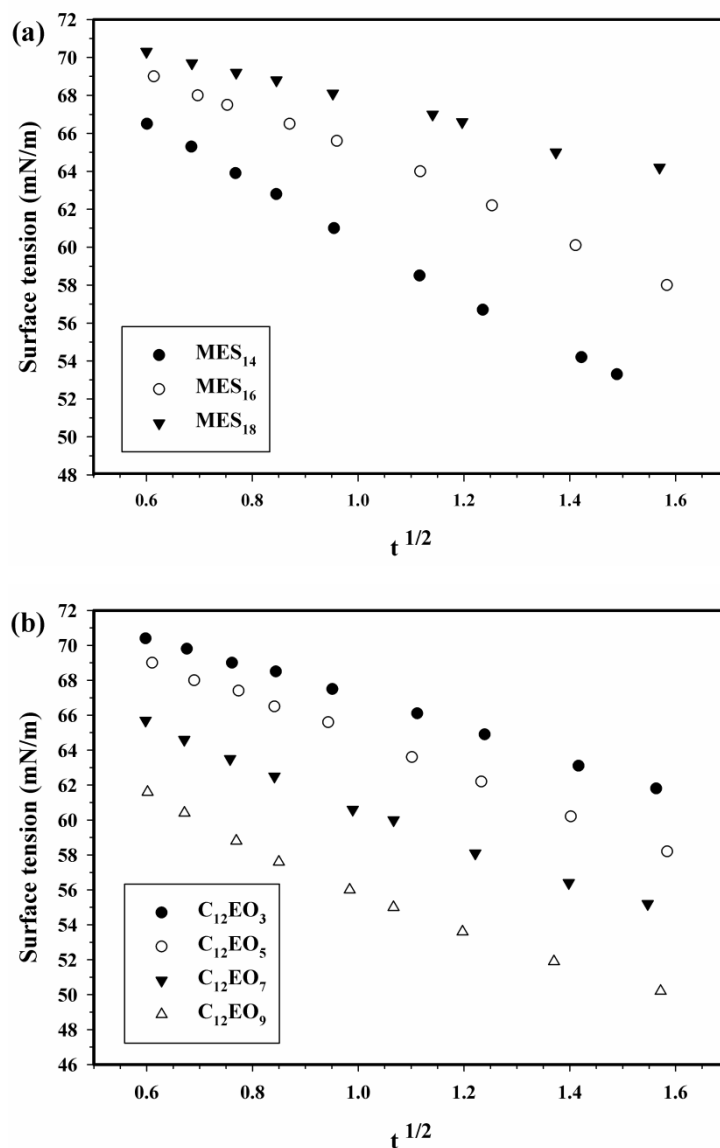 (a)
Surface tension (mN/m)
72
70
68
66
64
62
60
58
56
54
52
50
48
MES₁₄
MES₁₆
MES₁₈
0.6 0.8 1.0 1.2 1.4 1.6
t ¹/²
(b)
Surface tension (mN/m)
72
70
68
66
64
62
60
58
56
54
52
50
48
46
C₁₂EO₃
C₁₂EO₅
C₁₂EO₇
C₁₂EO₉
0.6 0.8 1.0 1.2 1.4 1.6
t ¹/²